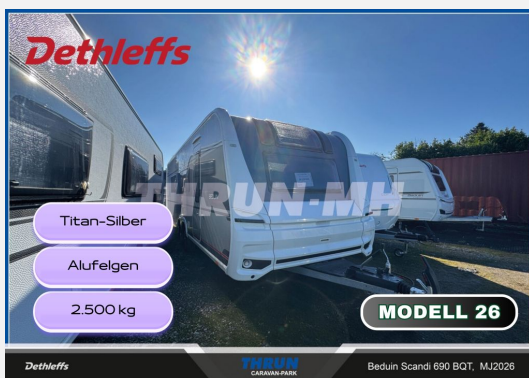 Dethleffs
THRUN-MH
Titan-Silber
Alufelgen
2.500 kg
MODELL 26
Dethleffs
THRUN
CARAVAN-PARK
Beduin Scandi 690 BQT, MJ2026